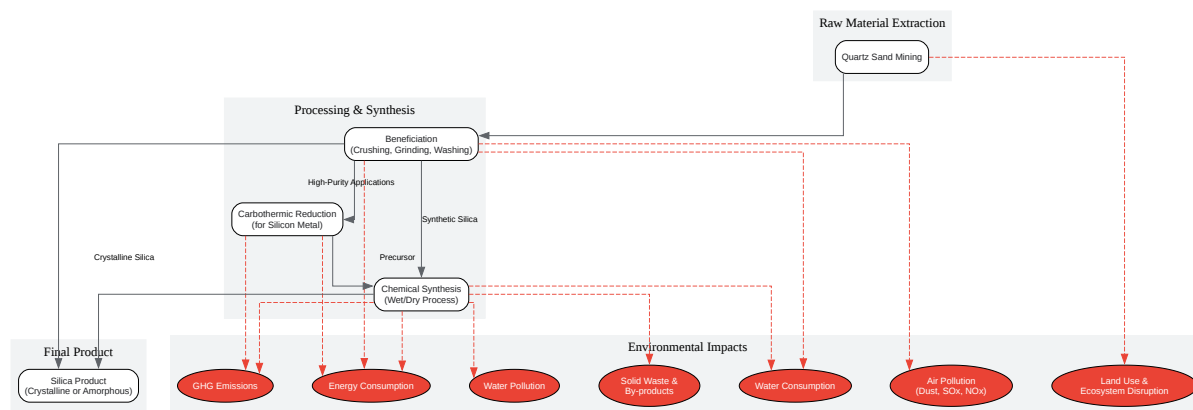 Raw Material Extraction
Quartz Sand Mining
Processing & Synthesis
Beneficiation
(Crushing, Grinding, Washing)
High-Purity Applications
Carbothermic Reduction
(for Silicon Metal)
Synthetic Silica
Crystalline Silica
Precursor
Chemical Synthesis
(Wet/Dry Process)
Final Product
Silica Product
(Crystalline or Amorphous)
Environmental Impacts
GHG Emissions
Energy Consumption
Water Pollution
Solid Waste &
By-products
Water Consumption
Air Pollution
(Dust, SOx, NOx)
Land Use &
Ecosystem Disruption